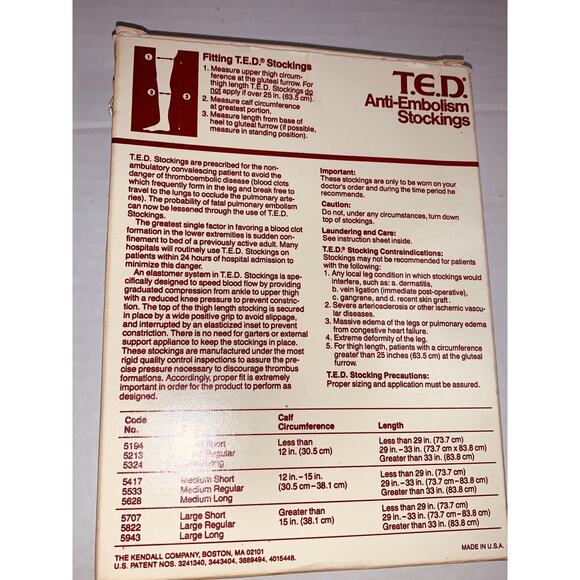 Fitting T.E.D.® Stockings
1. Measure upper thigh circum-
ference at the gluteal furrow. For
thigh length T.E.D. Stockings do
not apply if over 25 in. (63.5 cm).
2. Measure calf circumference
at greatest portion.
3. Measure length from base of
heel to gluteal furrow (if possible,
measure in standing position).
1
2
3
3
T.E.D.®
Anti-Embolism
Stockings
T.E.D. Stockings are prescribed for the non-
ambulatory convalescing patient to avoid the
danger of thromboembolic disease (blood clots
which frequently form in the leg and break free to
travel to the lungs to occlude the pulmonary arte-
ries). The probability of fatal pulmonary embolism
can now be lessened through the use of T.E.D.
Stockings.
The greatest single factor in favoring a blood clot
formation in the lower extremities is sudden con-
finement to bed of a previously active adult. Many
hospitals will routinely use T.E.D. Stockings on
patients within 24 hours of hospital admission to
minimize this danger.
An elastomer system in T.E.D. Stockings is spe-
cifically designed to speed blood flow by providing
graduated compression from ankle to upper thigh
with a reduced knee pressure to prevent constric-
tion. The top of the thigh length stocking is secured
in place by a wide positive grip to avoid slippage,
and interrupted by an elasticized inset to prevent
constriction. There is no need for garters or external
support appliance to keep the stockings in place.
These stockings are manufactured under the most
rigid quality control inspections to assure the pre-
cise pressure necessary to discourage thrombus
formations. Accordingly, proper fit is extremely
important in order for the product to perform as
designed.
Important:
These stockings are only to be worn on your
doctor's order and during the time period he
recommends.
Caution:
Do not, under any circumstances, turn down
top of stockings.
Laundering and Care:
See instruction sheet inside.
T.E.D.® Stocking Contraindications:
Stockings may not be recommended for patients
with the following:
1. Any local leg condition in which stockings would
interfere, such as: a. dermatitis,
b. vein ligation (immediate post-operative),
c. gangrene, and d. recent skin graft.
2. Severe arteriosclerosis or other ischemic vascu-
lar diseases.
3. Massive edema of the legs or pulmonary edema
from congestive heart failure.
4. Extreme deformity of the leg.
5. For thigh length, patients with a circumference
greater than 25 inches (63.5 cm) at the gluteal
furrow.
T.E.D. Stocking Precautions:
Proper sizing and application must be assured.
Code No. Calf Circumference Length
5194 Short Less than 12 in. (30.5 cm) Less than 29 in. (73.7 cm)
5213 Regular 29 in. - 33 in. (73.7 cm x 83.8 cm)
5324 Long Greater than 33 in. (83.8 cm)
5417 Medium Short 12 in. - 15 in. (30.5 cm - 38.1 cm) Less than 29 in. (73.7 cm)
5533 Medium Regular 29 in. - 33 in. (73.7 cm - 83.8 cm)
5628 Medium Long Greater than 33 in. (83.8 cm)
5707 Large Short Greater than 15 in. (38.1 cm) Less than 29 in. (73.7 cm)
5822 Large Regular 29 in. - 33 in. (73.7 cm - 83.8 cm)
5943 Large Long Greater than 33 in. (83.8 cm)
THE KENDALL COMPANY, BOSTON, MA 02101
U.S. PATENT NOS. 3241340, 3443404, 3889494, 4015448.
MADE IN U.S.A.